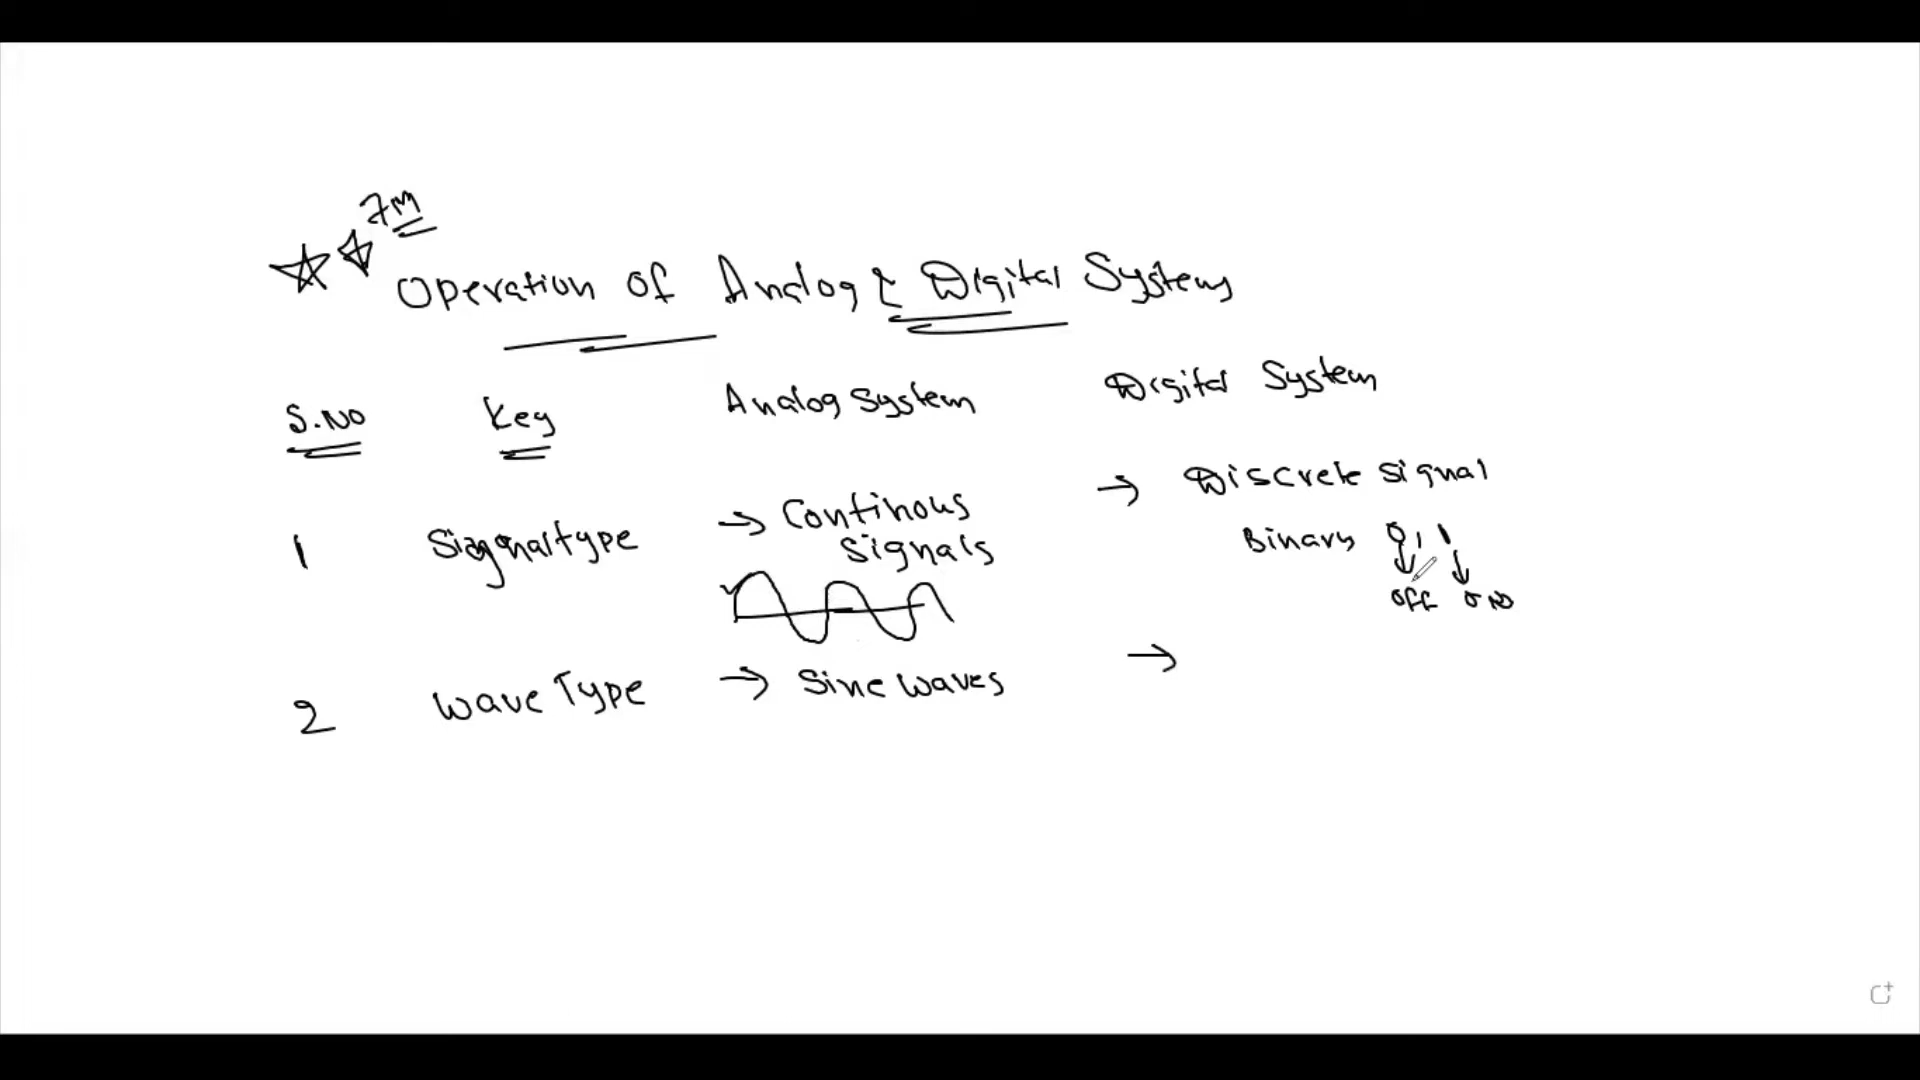 7M
Operation of Analog & Digital Systems
S.No Key Analog System Digital System
1 Signaltype → Continous signals → Discrete signal
Binary 0, 1
off on
2 Wave Type → Sine waves →